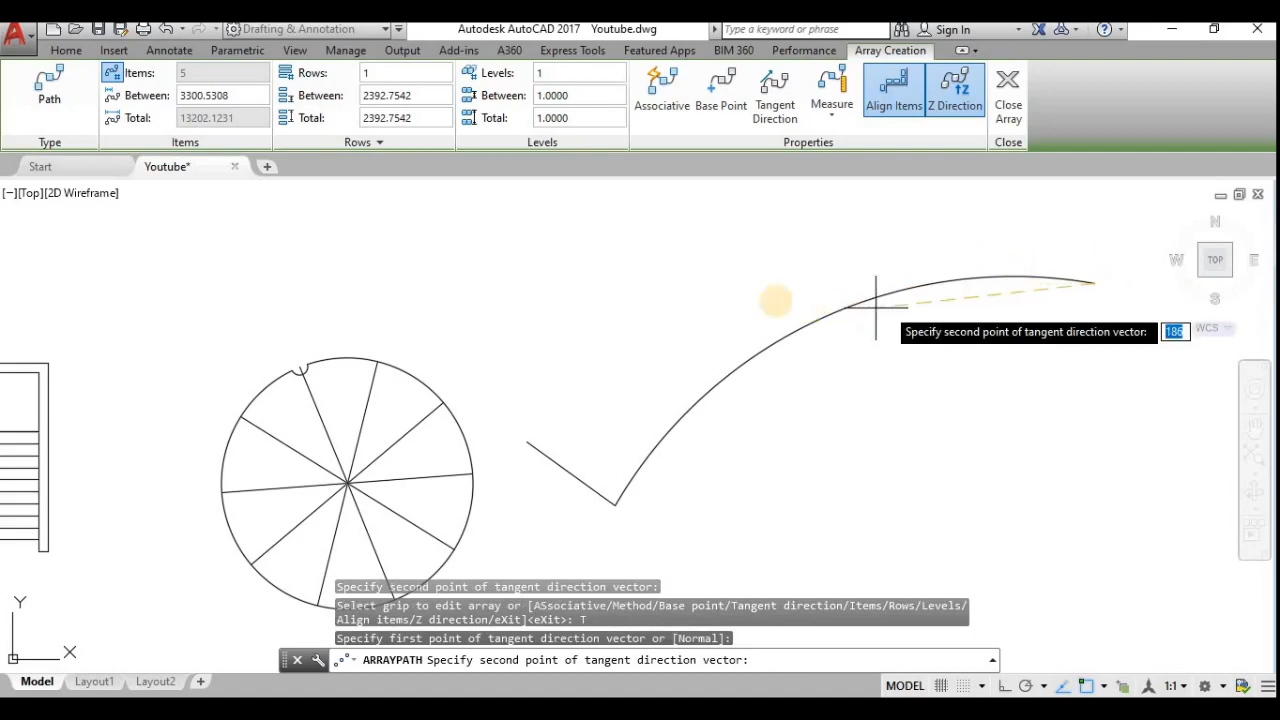 Drafting & Annotation
Autodesk AutoCAD 2017 Youtube.dwg
Type a keyword or phrase
Sign In
Home Insert Annotate Parametric View Manage Output Add-ins A360 Express Tools Featured Apps BIM 360 Performance Array Creation
Path
Items: 5
Between: 3300.5308
Total: 13202.1231
Rows: 1
Between: 2392.7542
Total: 2392.7542
Levels: 1
Between: 1.0000
Total: 1.0000
Associative Base Point Tangent Direction Measure Align Items Z Direction Close Array
Type Items Rows Levels Properties Close
Start Youtube*
[−][Top][2D Wireframe]
N
W TOP E
S
WCS
Specify second point of tangent direction vector: 186
Y
X
Specify second point of tangent direction vector:
Select grip to edit array or [ASsociative/Method/Base point/Tangent direction/Items/Rows/Levels/
Align items/Z direction/eXit]<eXit>: T
Specify first point of tangent direction vector or [Normal]:
ARRAYPATH Specify second point of tangent direction vector:
Model Layout1 Layout2
MODEL 1:1